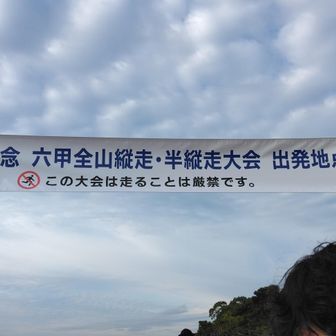 念 六甲全山縦走・半縦走大会 出発地点
この大会は走ることは厳禁です。